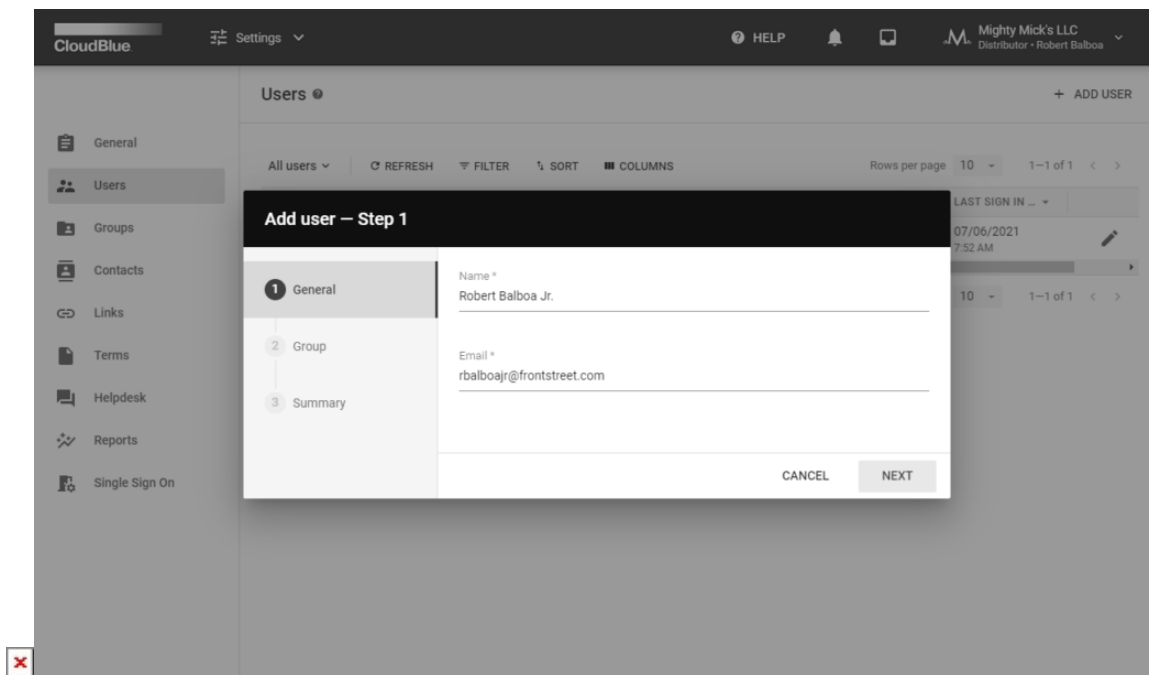 CloudBlue
Settings
HELP
Mighty Mick's LLC
Distributor • Robert Balboa
Users
+ ADD USER
General
Users
Groups
Contacts
Links
Terms
Helpdesk
Reports
Single Sign On
All users
REFRESH
FILTER
SORT
COLUMNS
Rows per page 10 1–1 of 1
LAST SIGN IN ...
07/06/2021
7:52 AM
10 1–1 of 1
Add user — Step 1
1 General
2 Group
3 Summary
Name *
Robert Balboa Jr.
Email *
rbalboajr@frontstreet.com
CANCEL
NEXT